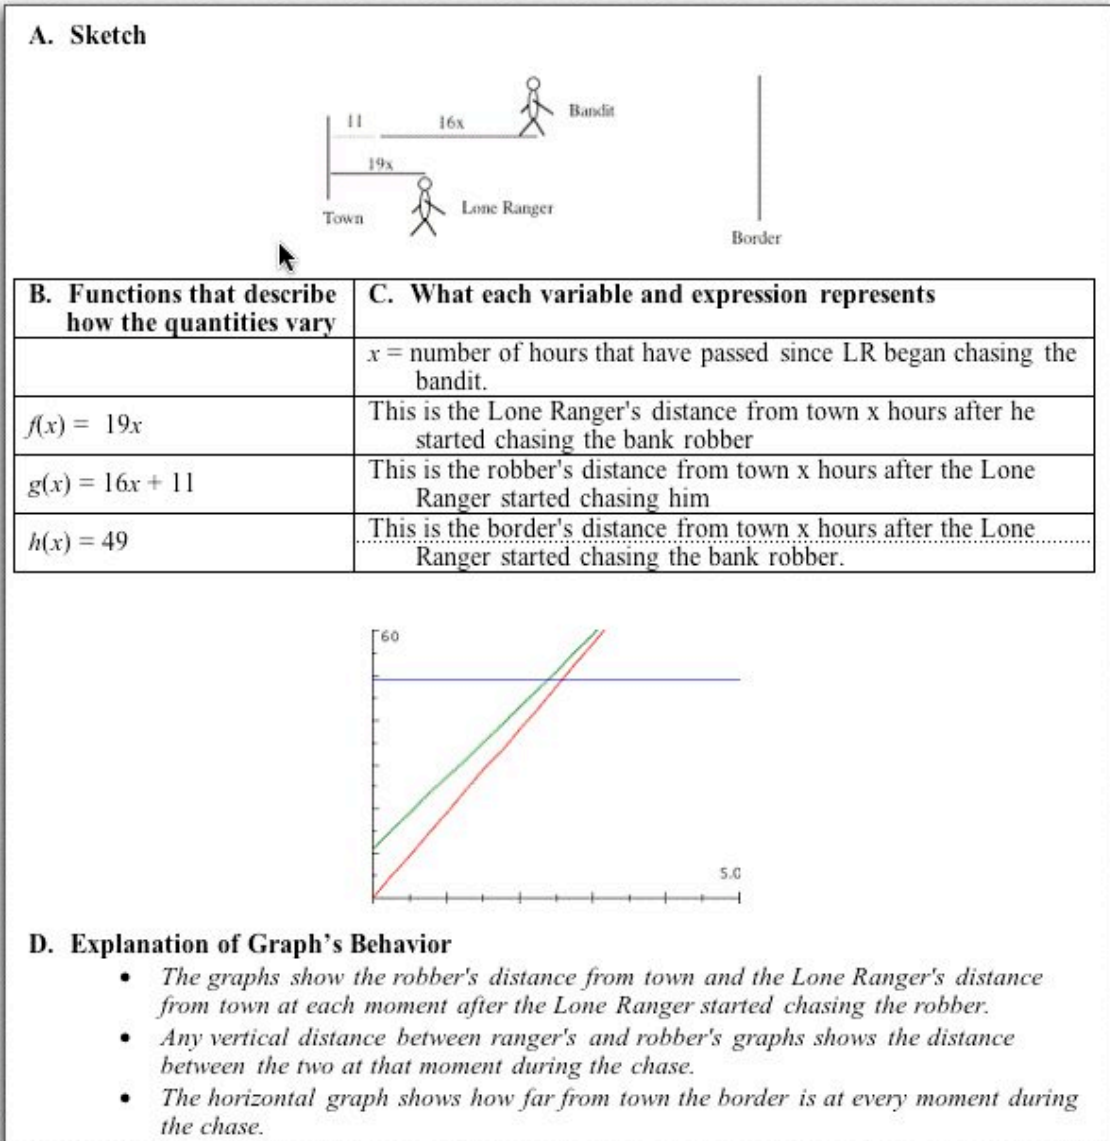 A. Sketch
11
16x
Bandit
19x
Lone Ranger
Town
Border
B. Functions that describe
how the quantities vary
C. What each variable and expression represents
x = number of hours that have passed since LR began chasing the
bandit.
f(x) = 19x
This is the Lone Ranger's distance from town x hours after he
started chasing the bank robber
g(x) = 16x + 11
This is the robber's distance from town x hours after the Lone
Ranger started chasing him
h(x) = 49
This is the border's distance from town x hours after the Lone
Ranger started chasing the bank robber.
60
5.0
D. Explanation of Graph's Behavior
• The graphs show the robber's distance from town and the Lone Ranger's distance
from town at each moment after the Lone Ranger started chasing the robber.
• Any vertical distance between ranger's and robber's graphs shows the distance
between the two at that moment during the chase.
• The horizontal graph shows how far from town the border is at every moment during
the chase.